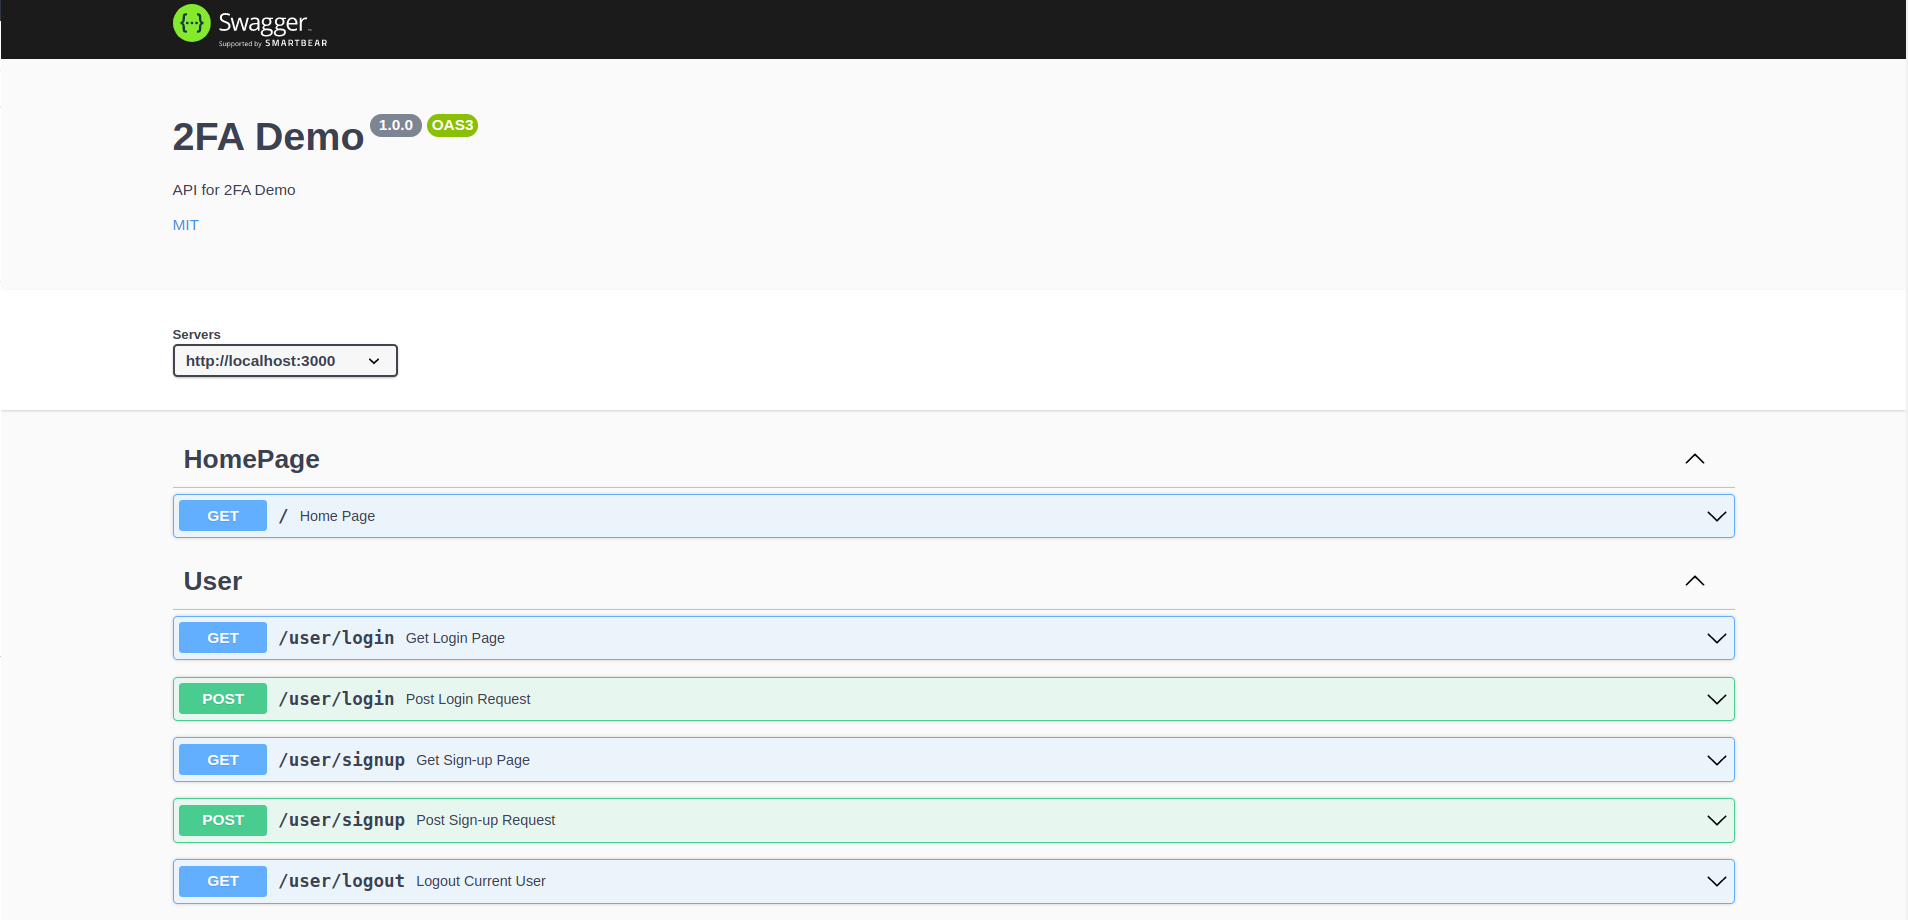 {···} Swagger™
Supported by SMARTBEAR
2FA Demo 1.0.0 OAS3
API for 2FA Demo
MIT
Servers
http://localhost:3000
HomePage
GET / Home Page
User
GET /user/login Get Login Page
POST /user/login Post Login Request
GET /user/signup Get Sign-up Page
POST /user/signup Post Sign-up Request
GET /user/logout Logout Current User